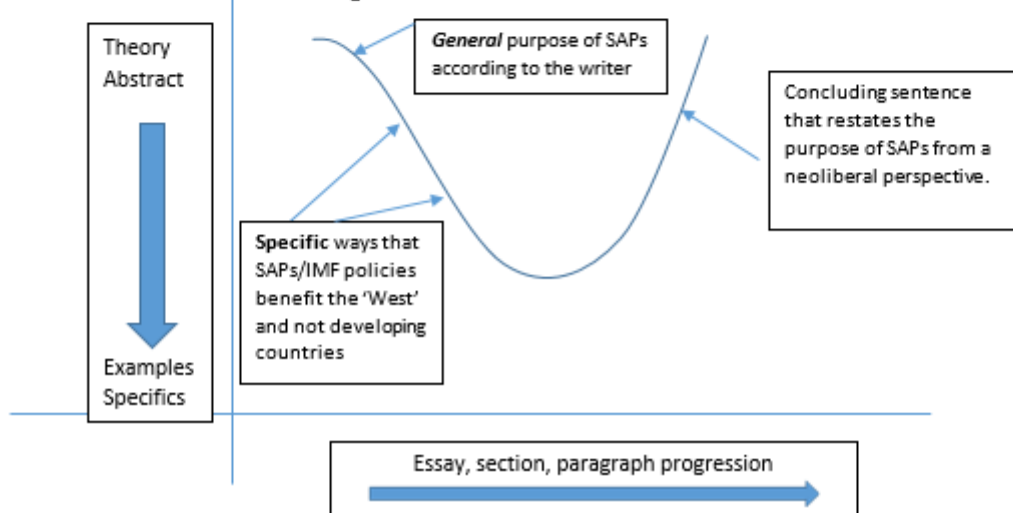 Theory
Abstract
Examples
Specifics
General purpose of SAPs
according to the writer
Specific ways that
SAPs/IMF policies
benefit the ‘West’
and not developing
countries
Concluding sentence
that restates the
purpose of SAPs from a
neoliberal perspective.
Essay, section, paragraph progression